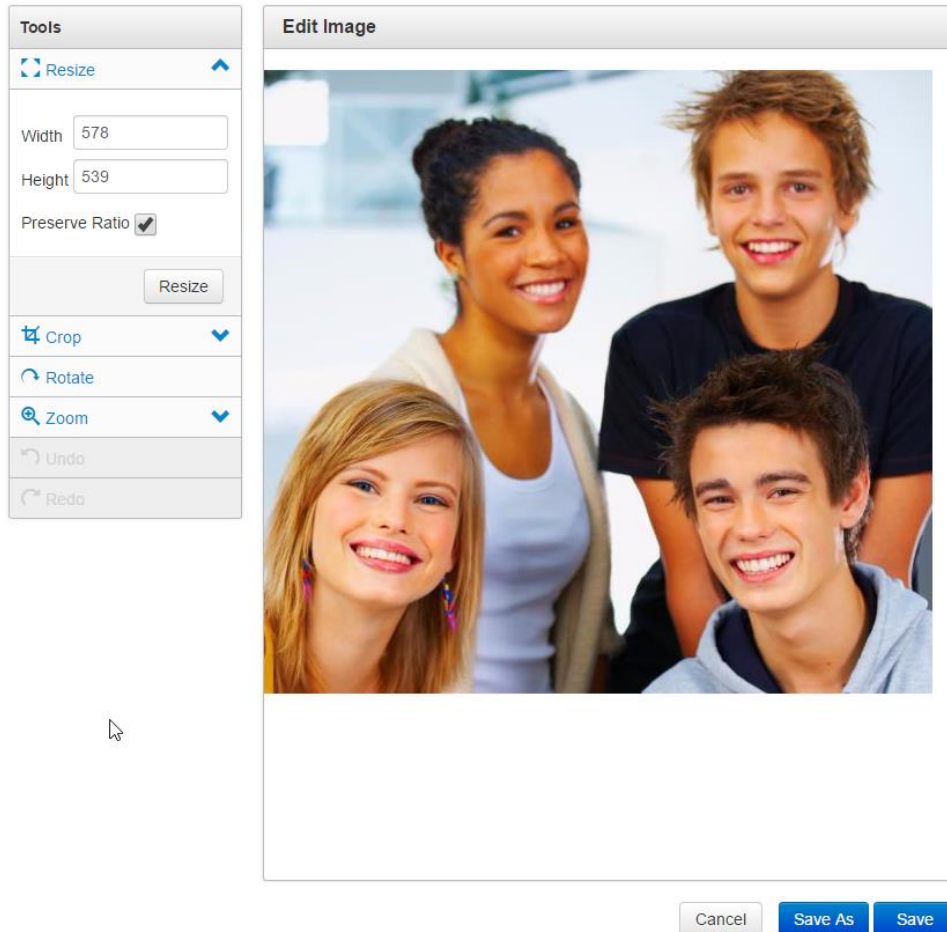 Tools
Resize
Width 578
Height 539
Preserve Ratio
Resize
Crop
Rotate
Zoom
Undo
Redo
Edit Image
Cancel Save As Save